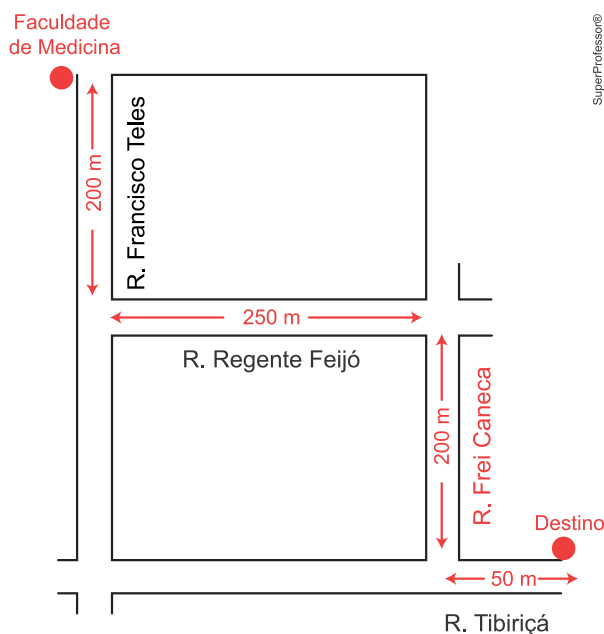 Faculdade
de Medicina
SuperProfessor®
200 m
R. Francisco Teles
250 m
R. Regente Feijó
200 m
R. Frei Caneca
Destino
50 m
R. Tibiriçá